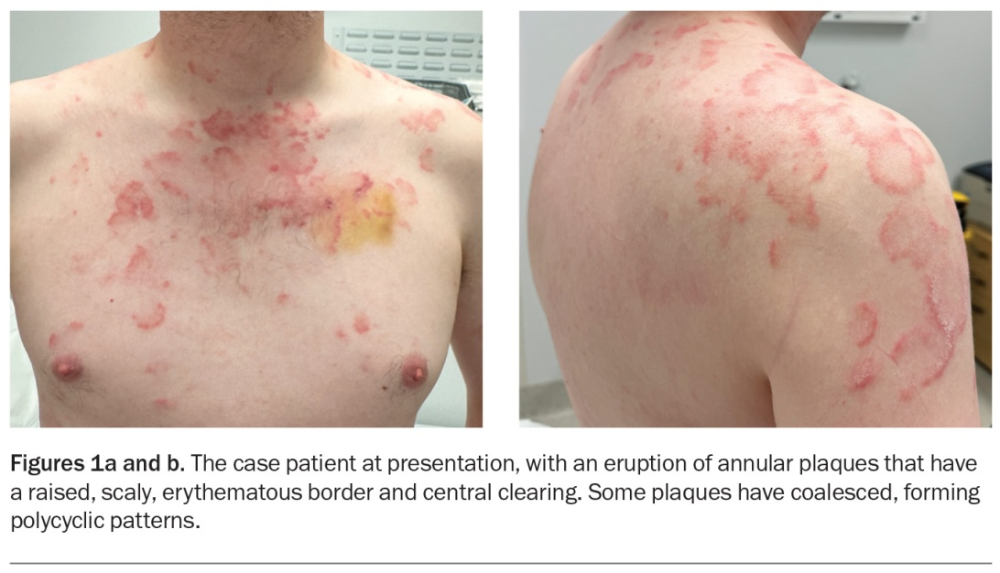 Figures 1a and b. The case patient at presentation, with an eruption of annular plaques that have
a raised, scaly, erythematous border and central clearing. Some plaques have coalesced, forming
polycyclic patterns.